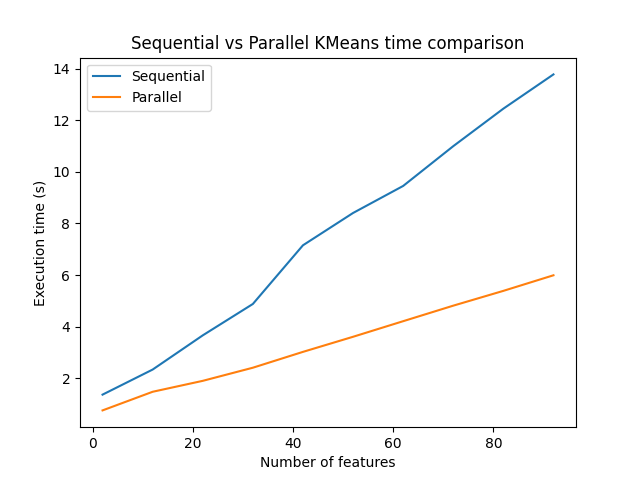 Sequential vs Parallel KMeans time comparison
Sequential
Parallel
14
12
10
8
6
4
2
Execution time (s)
0
20
40
60
80
Number of features